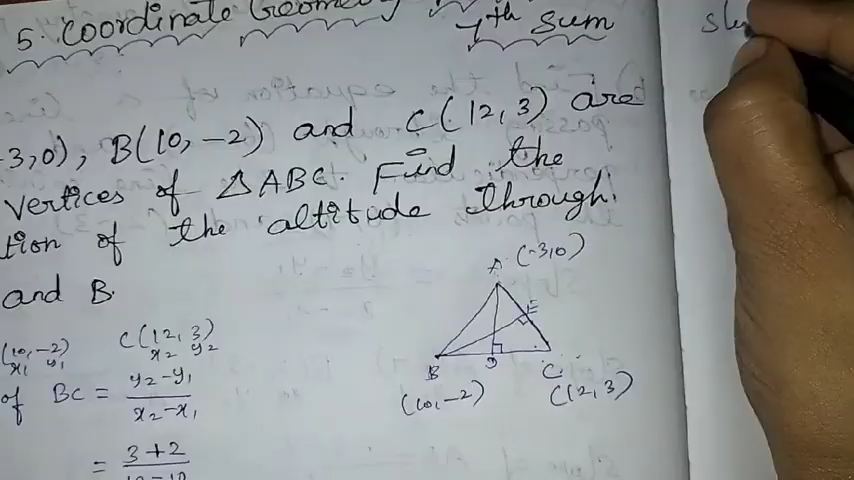 5. Coordinate Geometry
7th Sum
-3,0), B(10,-2) and C(12,3) are
vertices of △ABC. Find the
tion of the altitude through
and B.
(10,-2) C(12,3)
x₁ y₁ x₂ y₂
of BC = y₂-y₁
x₂-x₁
= 3+2
A (-3,0)
E
B D C
(10,-2) C(12,3)